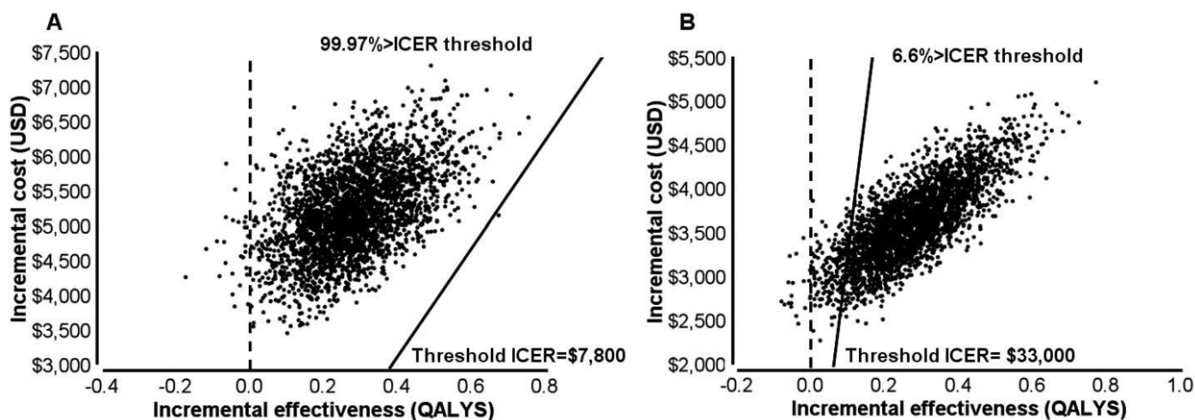 A
99.97%>ICER threshold
Incremental cost (USD)
$7,500
$7,000
$6,500
$6,000
$5,500
$5,000
$4,500
$4,000
$3,500
$3,000
Threshold ICER=$7,800
-0.4 -0.2 0.0 0.2 0.4 0.6 0.8
Incremental effectiveness (QALYS)
B
6.6%>ICER threshold
Incremental cost (USD)
$5,500
$5,000
$4,500
$4,000
$3,500
$3,000
$2,500
$2,000
Threshold ICER= $33,000
-0.2 0.0 0.2 0.4 0.6 0.8 1.0
Incremental effectiveness (QALYS)